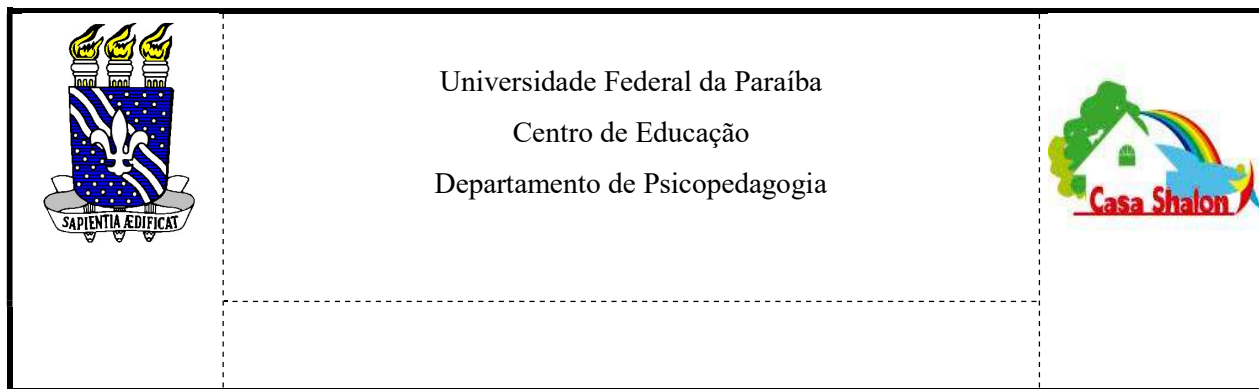 Universidade Federal da Paraíba
Centro de Educação
Departamento de Psicopedagogia
SAPIENTIA ÆDIFICAT
Casa Shalon